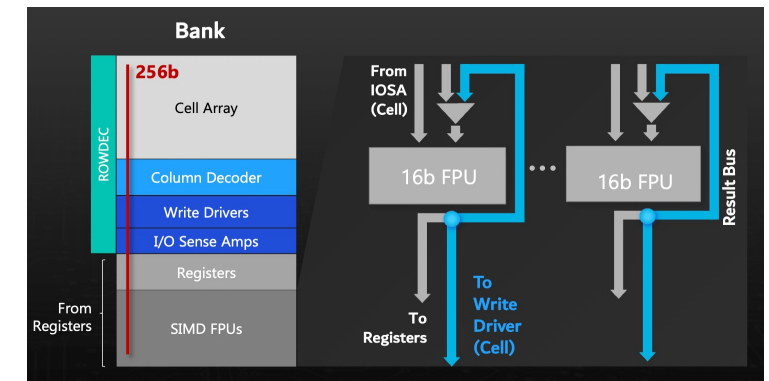 Bank
256b
ROWDEC
Cell Array
Column Decoder
Write Drivers
I/O Sense Amps
Registers
SIMD FPUs
From
Registers
From
IOSA
(Cell)
16b FPU
...
16b FPU
Result Bus
To
Registers
To
Write
Driver
(Cell)